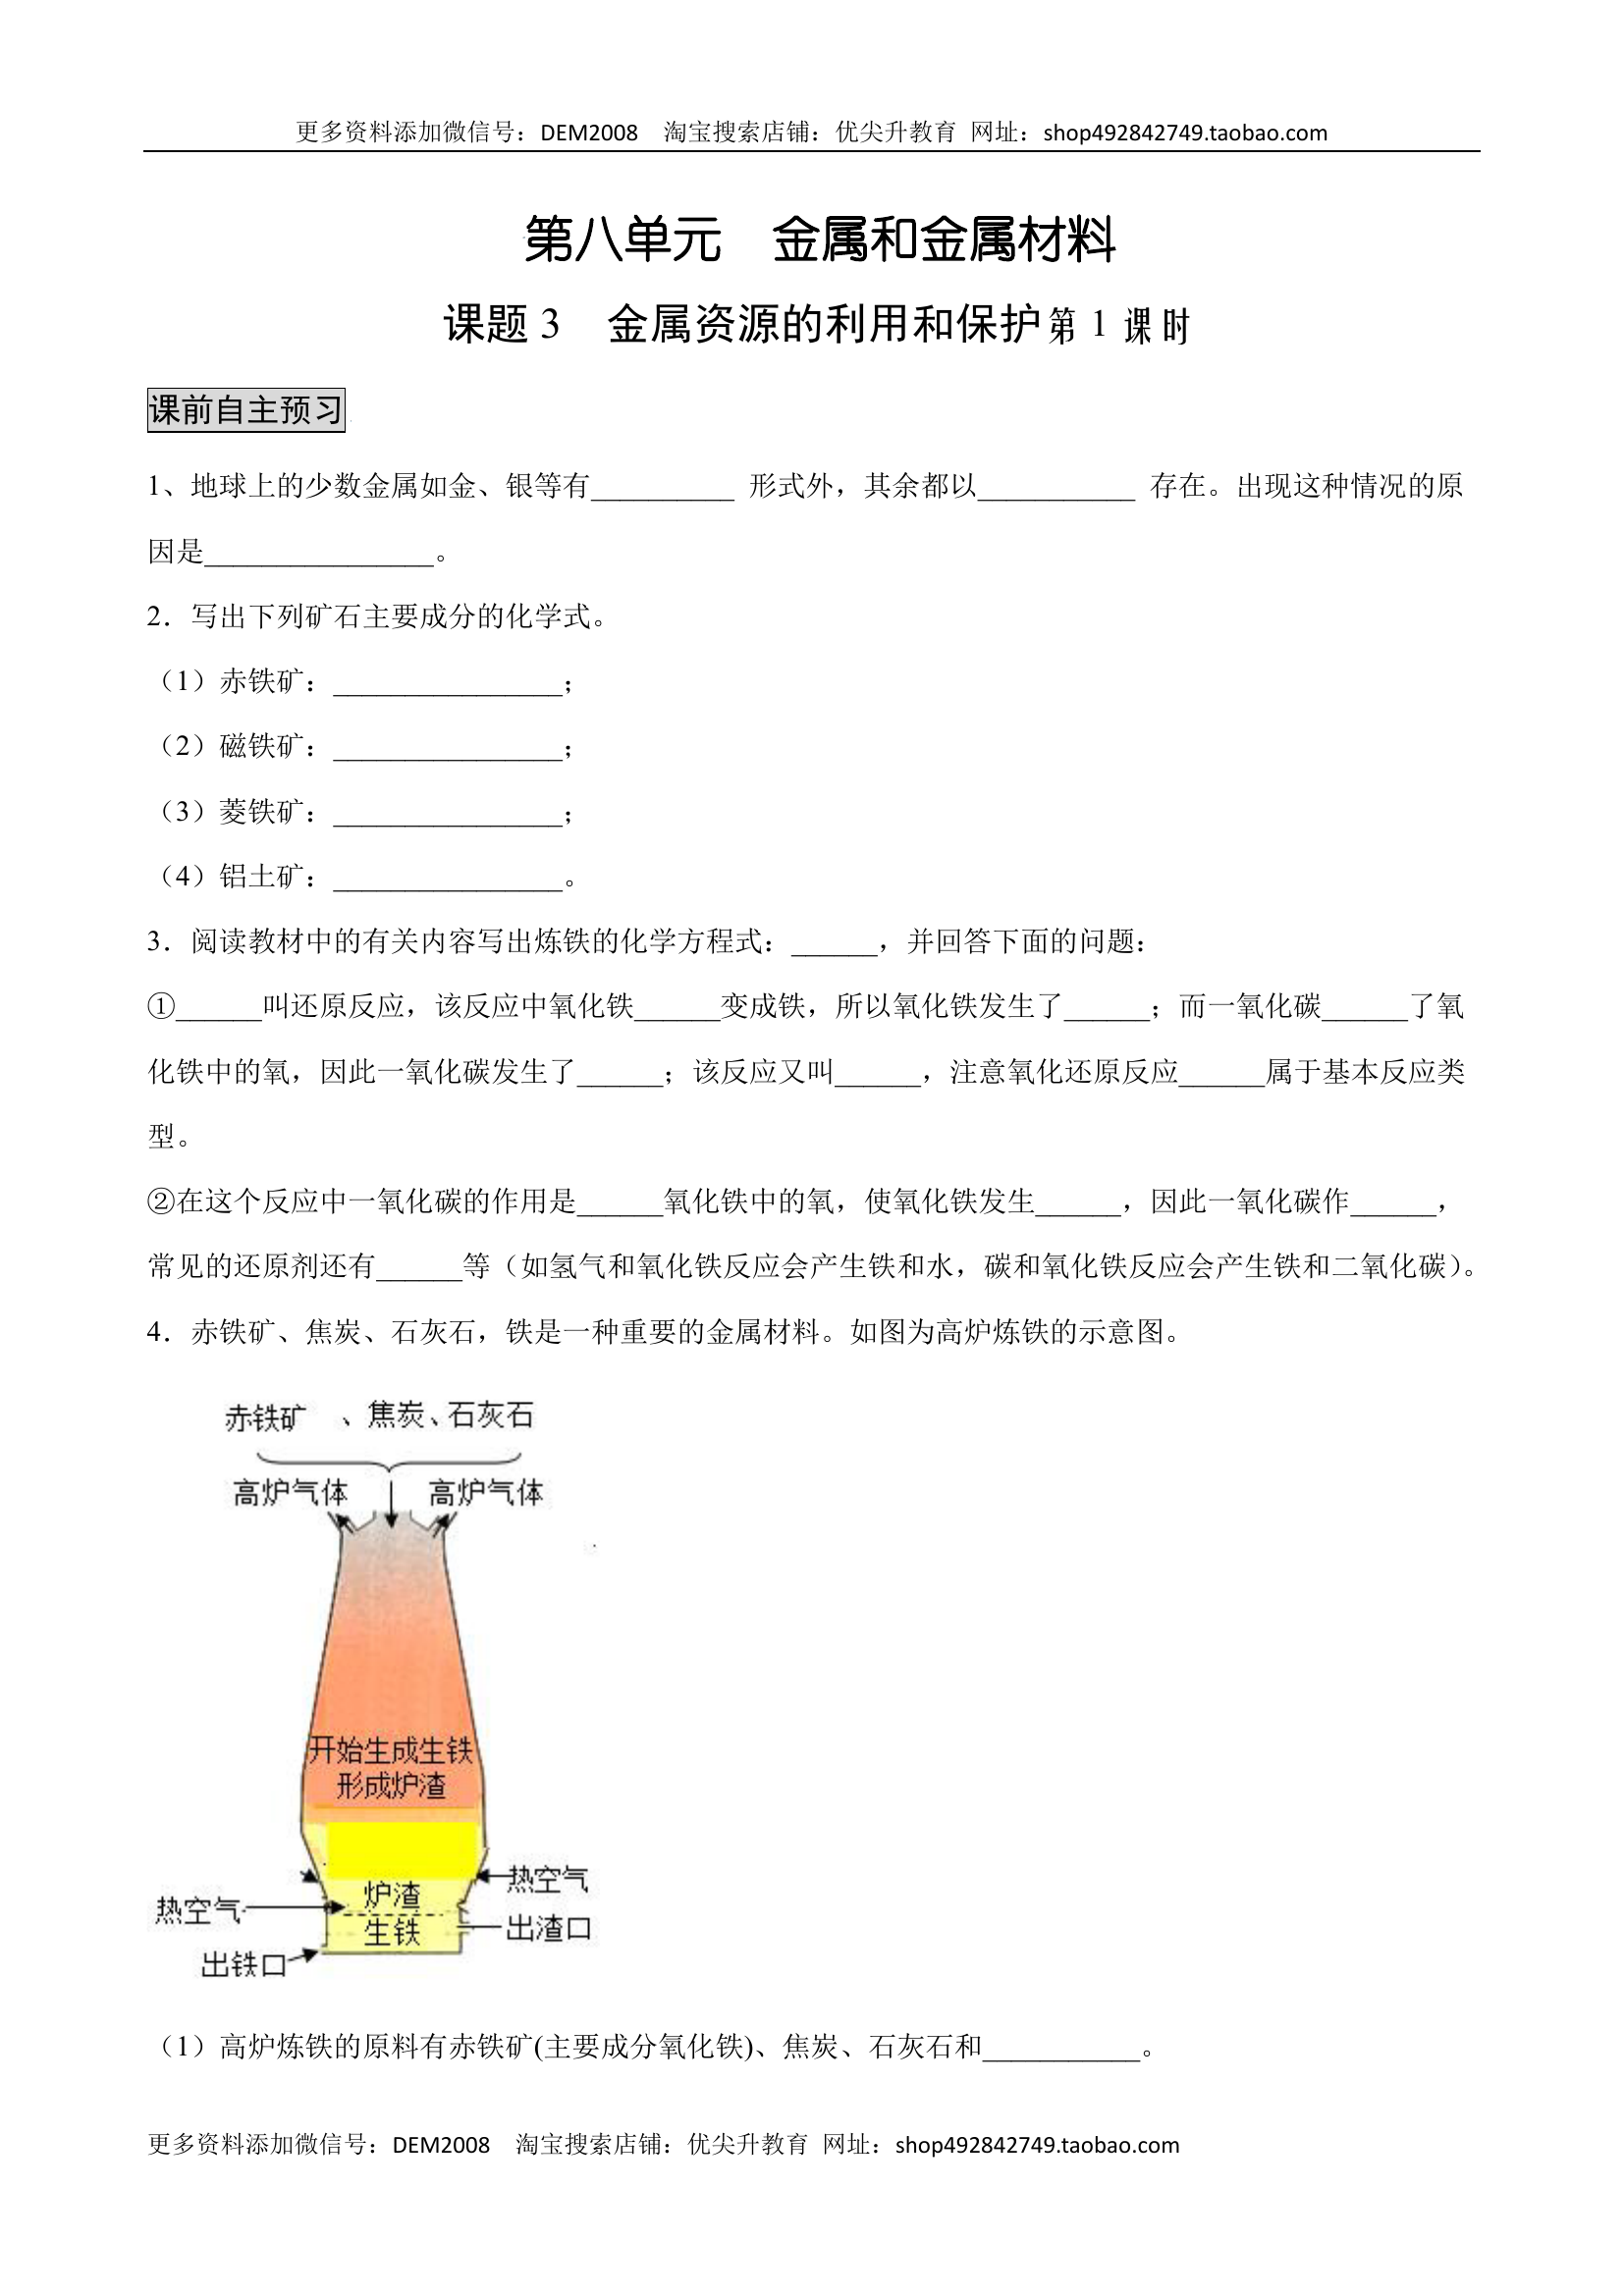 更多资料添加微信号：DEM2008 淘宝搜索店铺：优尖升教育 网址：shop492842749.taobao.com
第八单元 金属和金属材料
课题3 金属资源的利用和保护第1课时
课前自主预习
1、地球上的少数金属如金、银等有__________ 形式外，其余都以___________ 存在。出现这种情况的原
因是________________。
2．写出下列矿石主要成分的化学式。
（1）赤铁矿：________________；
（2）磁铁矿：________________；
（3）菱铁矿：________________；
（4）铝土矿：________________。
3．阅读教材中的有关内容写出炼铁的化学方程式：______，并回答下面的问题：
①______叫还原反应，该反应中氧化铁______变成铁，所以氧化铁发生了______；而一氧化碳______了氧
化铁中的氧，因此一氧化碳发生了______；该反应又叫______，注意氧化还原反应______属于基本反应类
型。
②在这个反应中一氧化碳的作用是______氧化铁中的氧，使氧化铁发生______，因此一氧化碳作______，
常见的还原剂还有______等（如氢气和氧化铁反应会产生铁和水，碳和氧化铁反应会产生铁和二氧化碳）。
4．赤铁矿、焦炭、石灰石，铁是一种重要的金属材料。如图为高炉炼铁的示意图。
赤铁矿 、焦炭、石灰石
高炉气体 高炉气体
开始生成生铁
形成炉渣
热空气
炉渣
热空气
生铁
出渣口
出铁口
（1）高炉炼铁的原料有赤铁矿(主要成分氧化铁)、焦炭、石灰石和___________。
更多资料添加微信号：DEM2008 淘宝搜索店铺：优尖升教育 网址：shop492842749.taobao.com